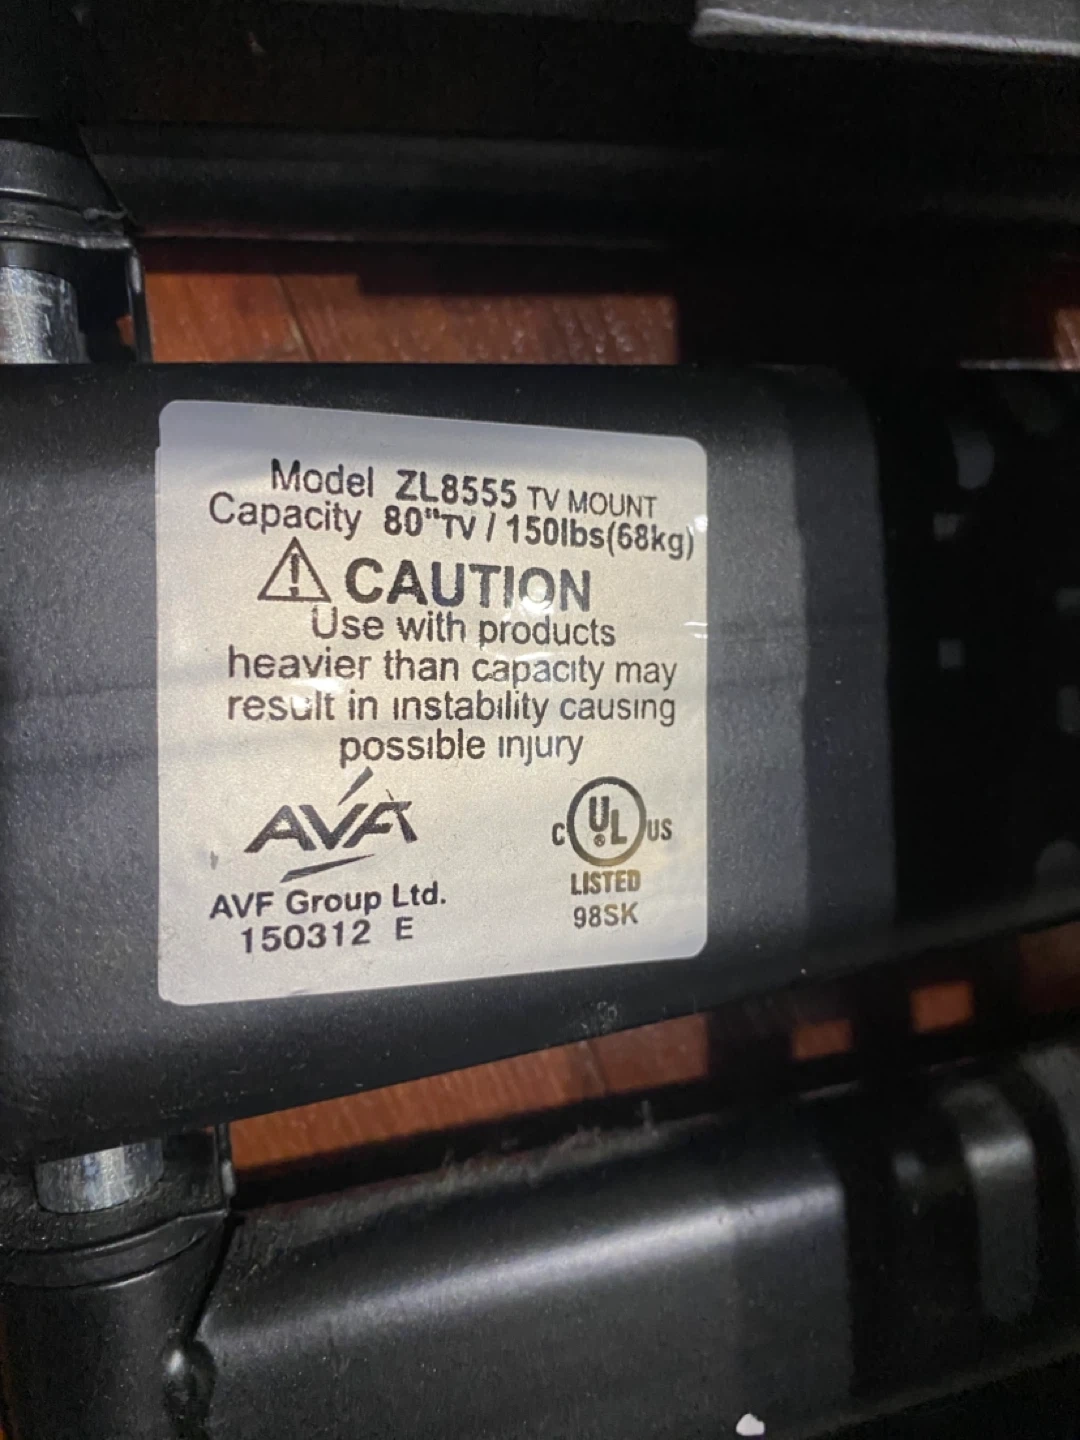 Model ZL8555 TV MOUNT
Capacity 80"TV / 150lbs(68kg)
CAUTION
Use with products
heavier than capacity may
result in instability causing
possible injury
AVF
AVF Group Ltd.
150312 E
C UL® US
LISTED
98SK